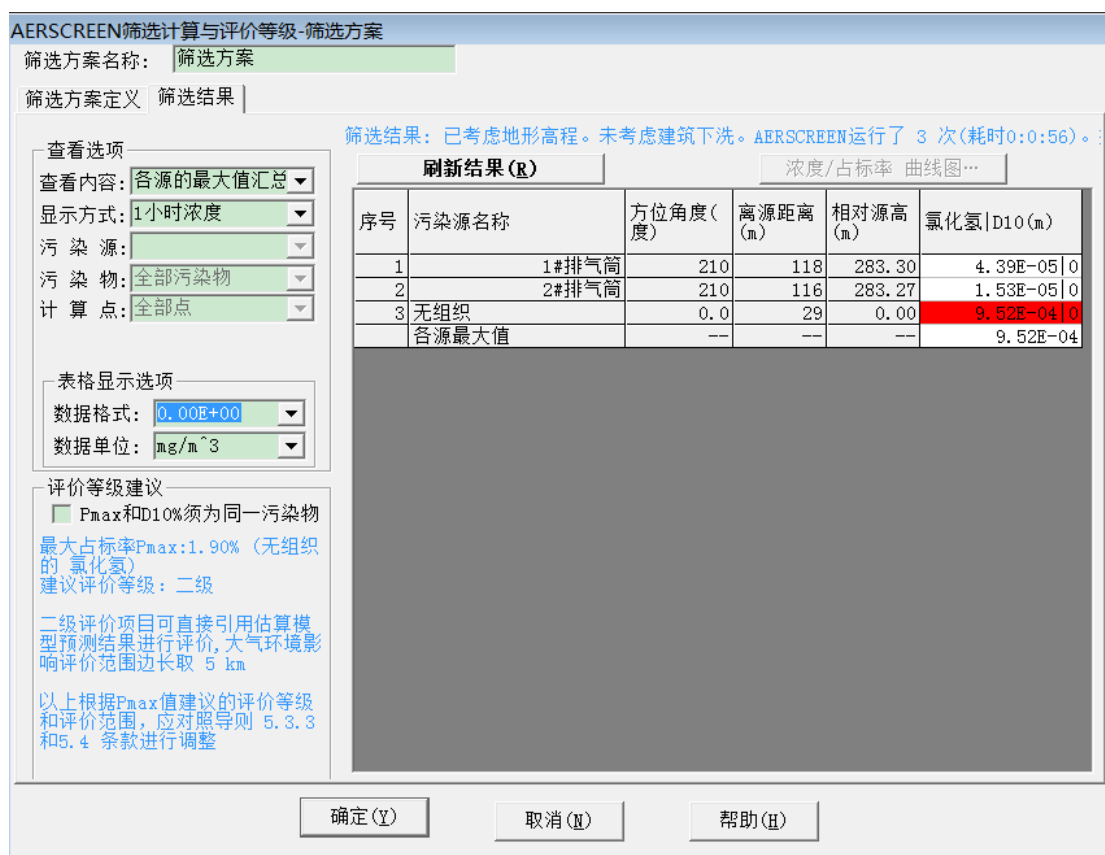 AERSCREEN筛选计算与评价等级-筛选方案
筛选方案名称: 筛选方案
筛选方案定义 筛选结果
查看选项
查看内容: 各源的最大值汇总
显示方式: 1小时浓度
污 染 源:
污 染 物: 全部污染物
计 算 点: 全部点
表格显示选项
数据格式: 0.00E+00
数据单位: mg/m^3
评价等级建议
Pmax和D10%须为同一污染物
最大占标率Pmax:1.90% (无组织
的 氯化氢)
建议评价等级: 二级
二级评价项目可直接引用估算模
型预测结果进行评价,大气环境影
响评价范围边长取 5 km
以上根据Pmax值建议的评价等级
和评价范围, 应对照导则 5.3.3
和5.4 条款进行调整
筛选结果: 已考虑地形高程。未考虑建筑下洗。AERSCREEN运行了 3 次(耗时0:0:56)。
刷新结果(R) 浓度/占标率 曲线图…
序号 污染源名称 方位角度(度) 离源距离(m) 相对源高(m) 氯化氢|D10(m)
1 1#排气筒 210 118 283.30 4.39E-05|0
2 2#排气筒 210 116 283.27 1.53E-05|0
3 无组织 0.0 29 0.00 9.52E-04|0
各源最大值 -- -- -- 9.52E-04
确定(Y) 取消(N) 帮助(H)